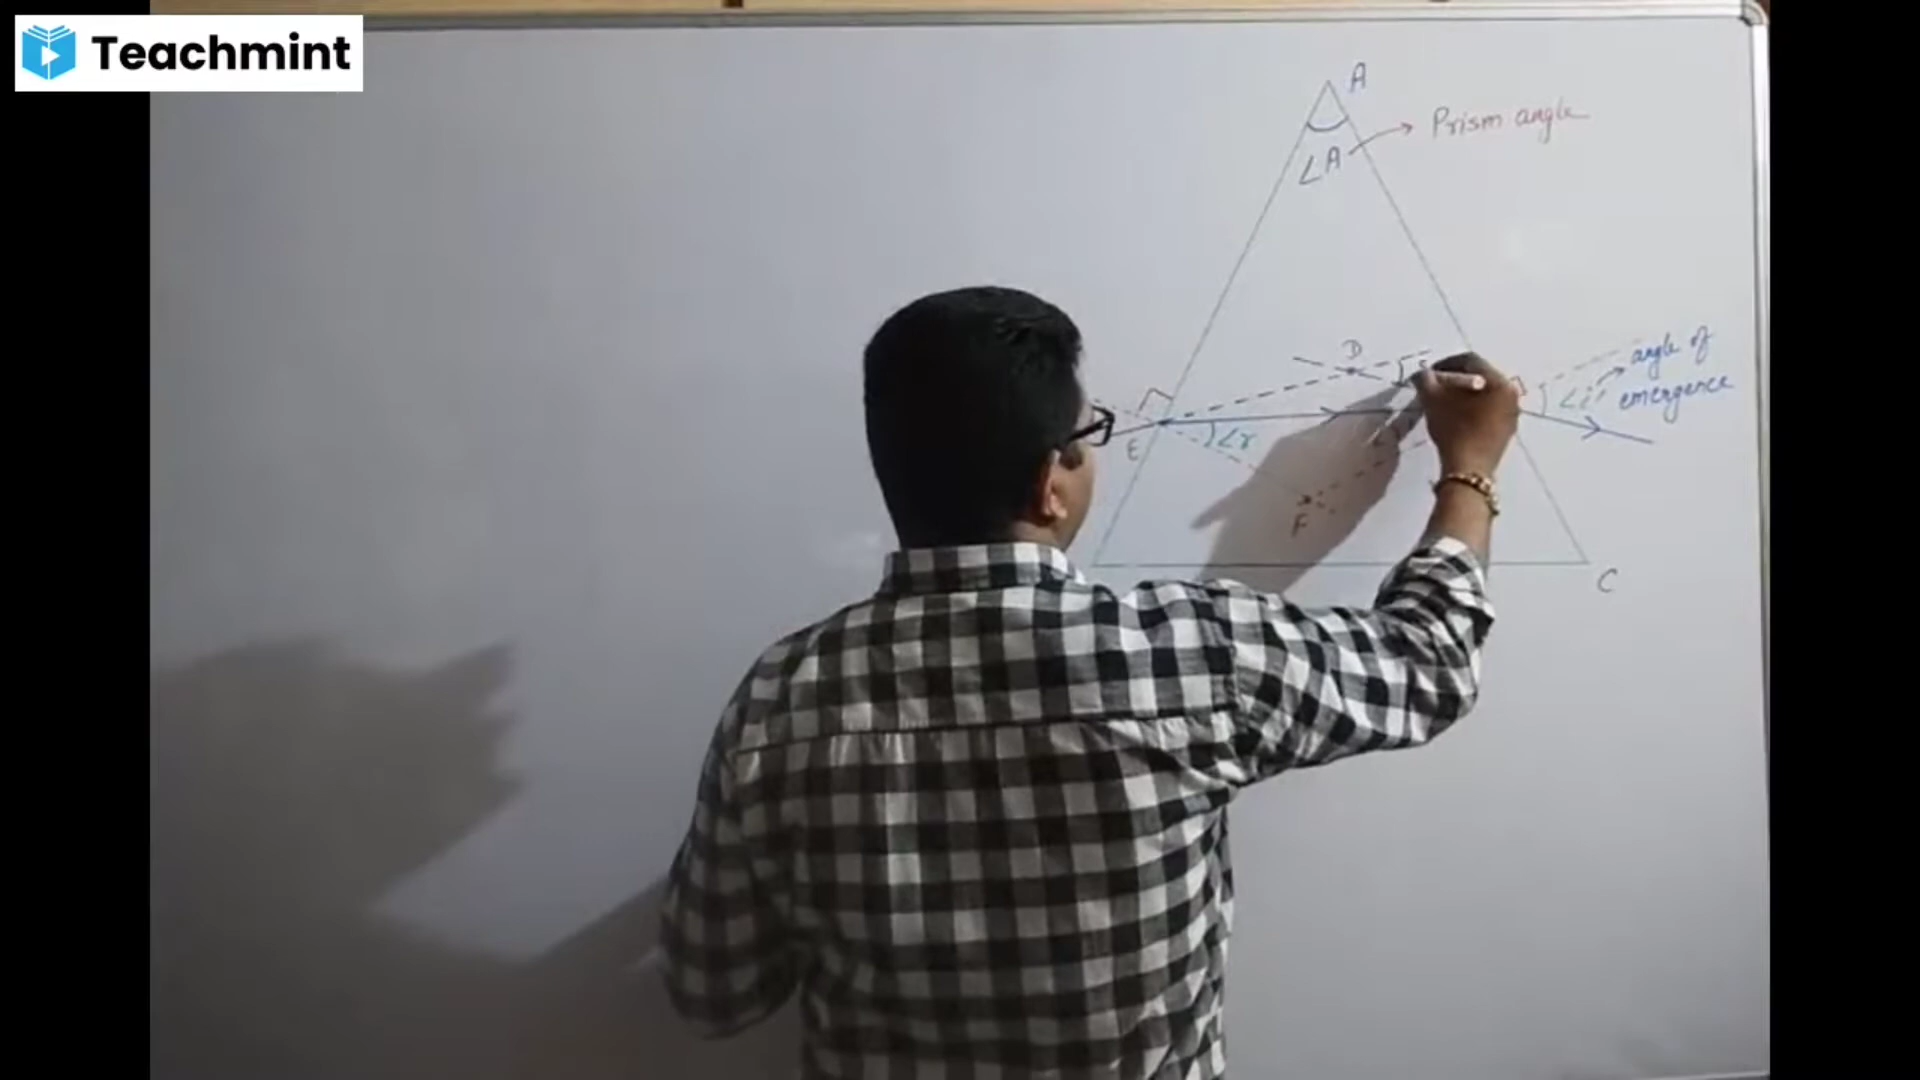 Teachmint
A
Prism angle
∠A
D
angle of
∠i'
emergence
E
∠r
F
C